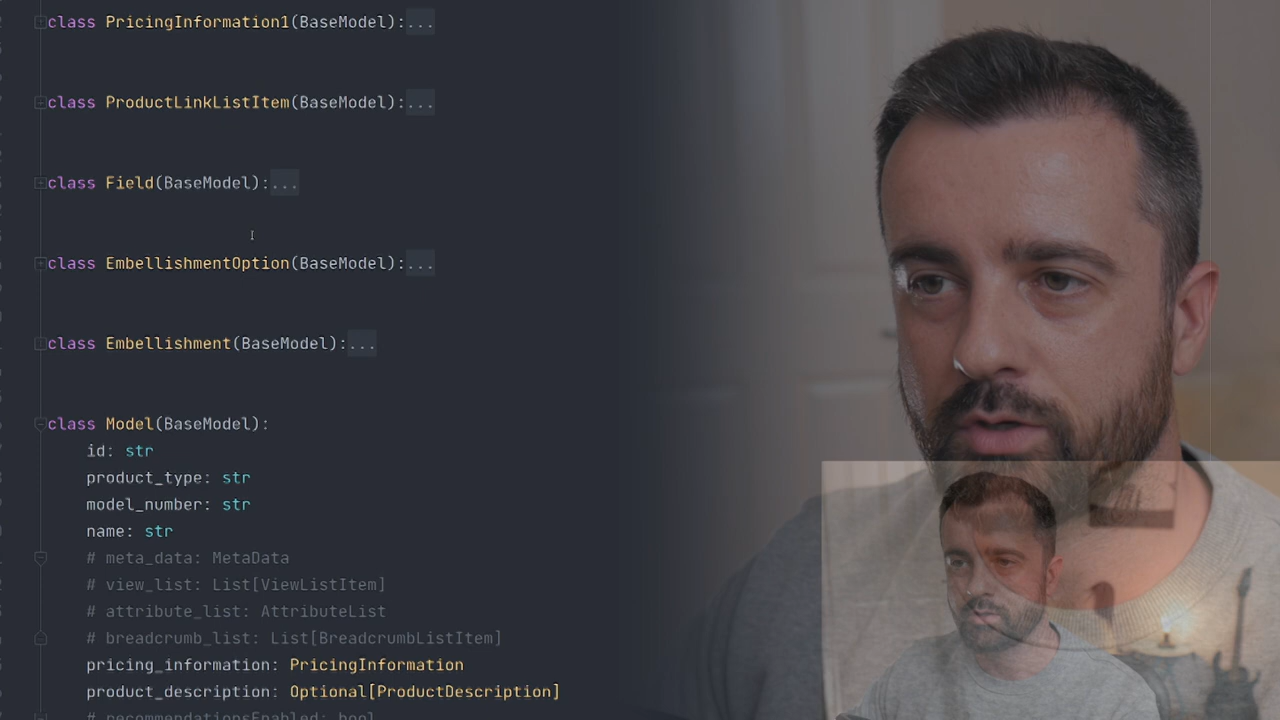 class PricingInformation1(BaseModel):...
class ProductLinkListItem(BaseModel):...
class Field(BaseModel):...
class EmbellishmentOption(BaseModel):...
class Embellishment(BaseModel):...
class Model(BaseModel):
id: str
product_type: str
model_number: str
name: str
# meta_data: MetaData
# view_list: List[ViewListItem]
# attribute_list: AttributeList
# breadcrumb_list: List[BreadcrumbListItem]
pricing_information: PricingInformation
product_description: Optional[ProductDescription]
# recommendationsEnabled: bool